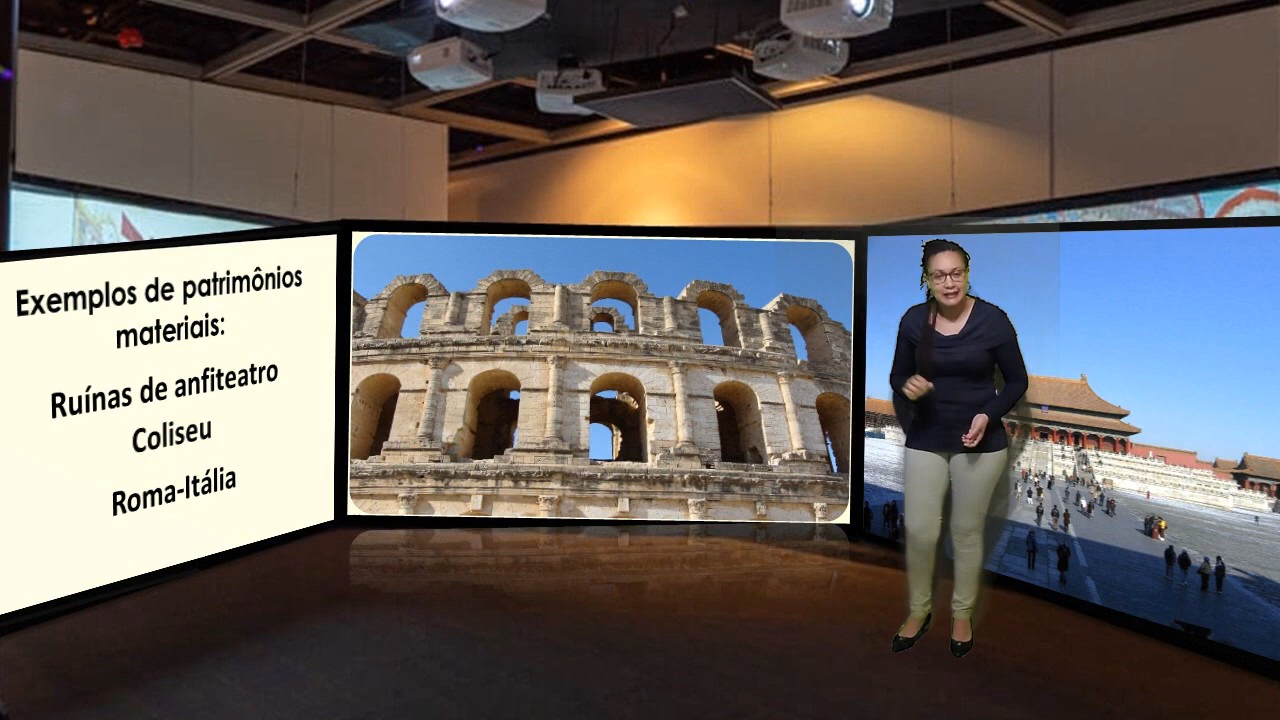 Exemplos de patrimônios
materiais:
Ruínas de anfiteatro
Coliseu
Roma-Itália